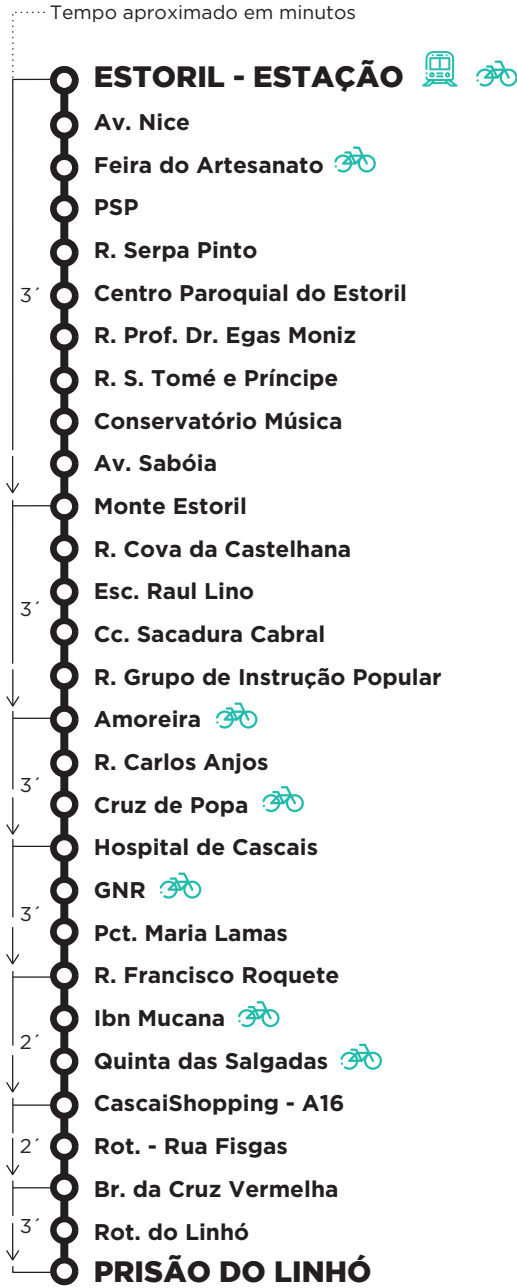 Tempo aproximado em minutos
ESTORIL - ESTAÇÃO
Av. Nice
Feira do Artesanato
PSP
R. Serpa Pinto
3´
Centro Paroquial do Estoril
R. Prof. Dr. Egas Moniz
R. S. Tomé e Príncipe
Conservatório Música
Av. Sabóia
Monte Estoril
R. Cova da Castelhana
Esc. Raul Lino
3´
Cc. Sacadura Cabral
R. Grupo de Instrução Popular
Amoreira
R. Carlos Anjos
3´
Cruz de Popa
Hospital de Cascais
GNR
3´
Pct. Maria Lamas
R. Francisco Roquete
Ibn Mucana
2´
Quinta das Salgadas
CascaiShopping - A16
2´
Rot. - Rua Fisgas
Br. da Cruz Vermelha
3´
Rot. do Linhó
PRISÃO DO LINHÓ